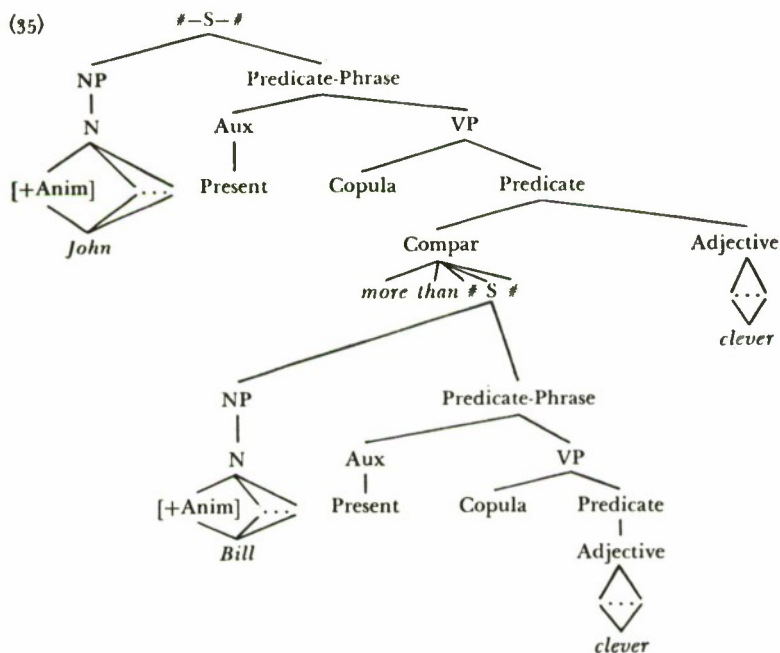 (35)
#–S–#
NP Predicate-Phrase
N Aux VP
[+Anim] . . . Present Copula Predicate
John
Compar Adjective
more than # S # . . .
clever
NP Predicate-Phrase
N Aux VP
[+Anim] . . . Present Copula Predicate
Bill Adjective
. . .
clever